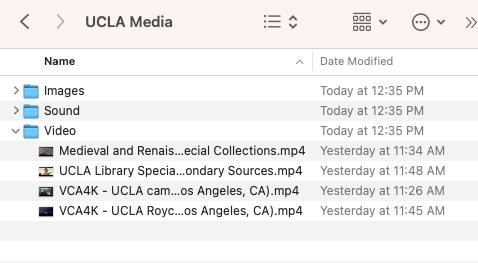 UCLA Media
Name Date Modified
Images Today at 12:35 PM
Sound Today at 12:35 PM
Video Today at 12:35 PM
Medieval and Renais...ecial Collections.mp4 Yesterday at 11:34 AM
UCLA Library Specia...ondary Sources.mp4 Yesterday at 11:48 AM
VCA4K - UCLA cam...os Angeles, CA).mp4 Yesterday at 11:26 AM
VCA4K - UCLA Royc...os Angeles, CA).mp4 Yesterday at 11:45 AM